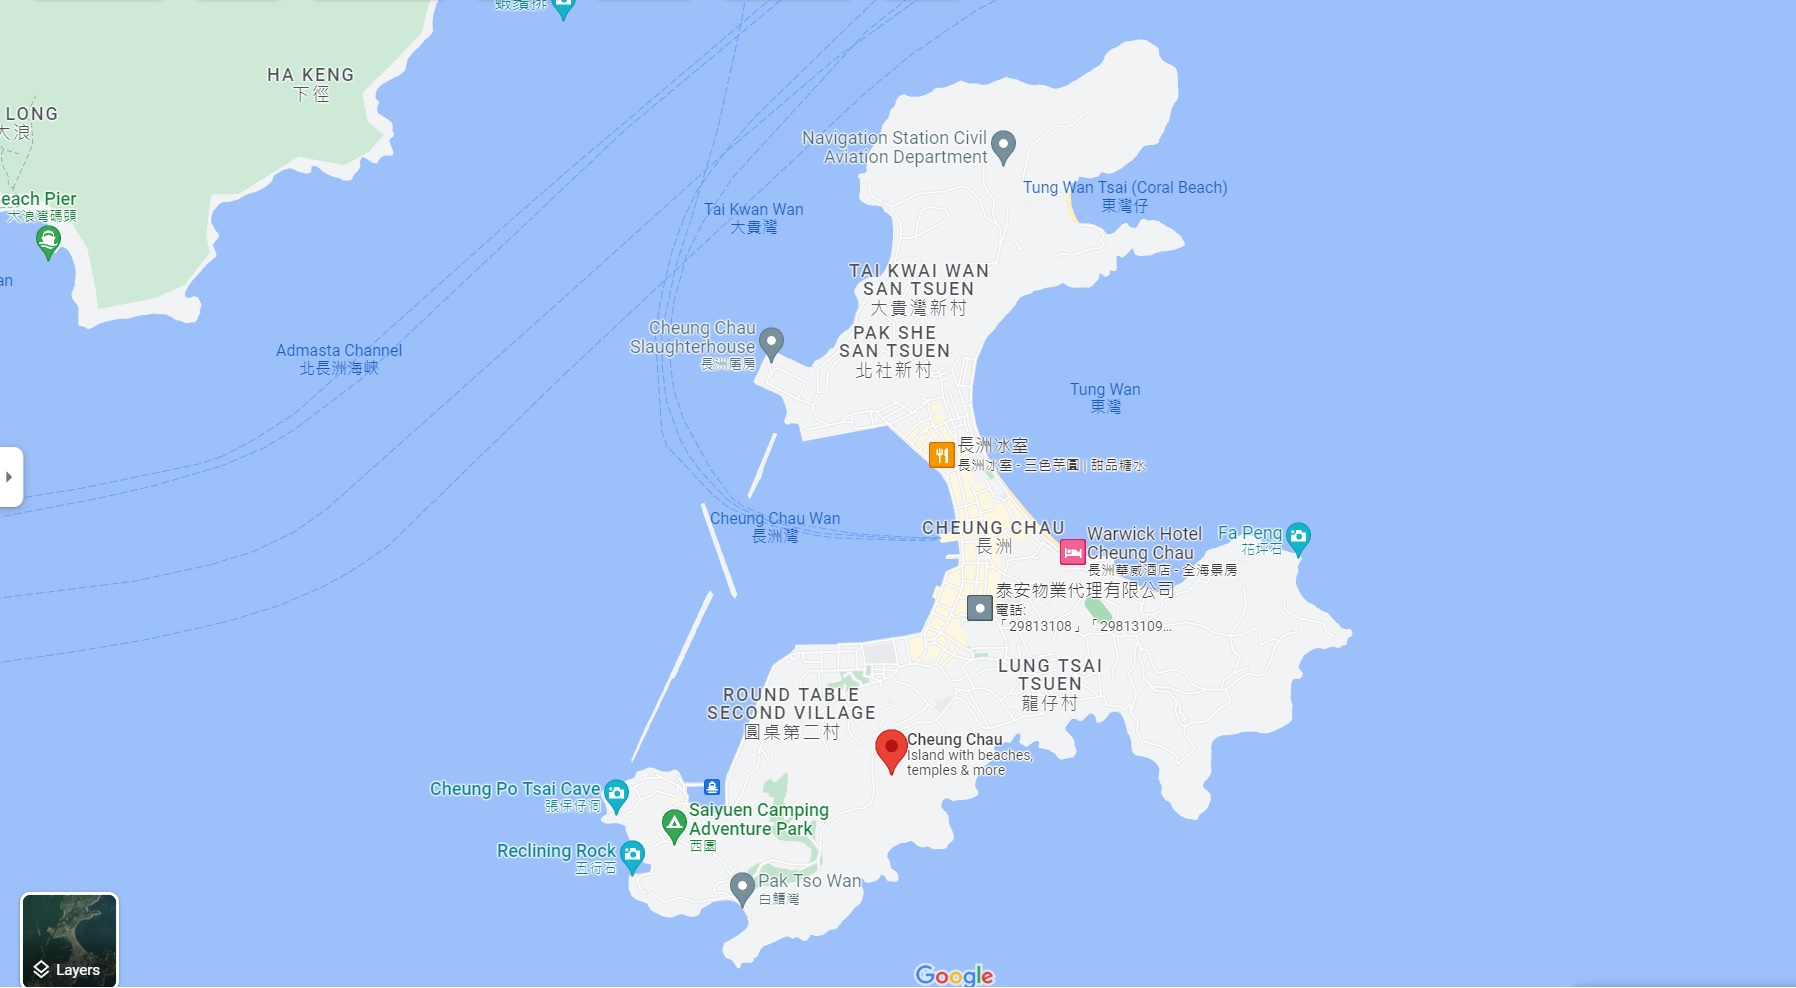 蝦鬚排
HA KENG
下徑
LONG
大浪
each Pier
大浪灣碼頭
an
Navigation Station Civil
Aviation Department
Tung Wan Tsai (Coral Beach)
東灣仔
Tai Kwan Wan
大貴灣
TAI KWAI WAN
SAN TSUEN
大貴灣新村
Cheung Chau
Slaughterhouse
長洲屠房
PAK SHE
SAN TSUEN
北社新村
Admasta Channel
北長洲海峽
Tung Wan
東灣
長洲冰室
長洲冰室 - 三色芋圓 | 甜品糖水
Cheung Chau Wan
長洲灣
CHEUNG CHAU
長洲
Warwick Hotel
Cheung Chau
長洲華威酒店 - 全海景房
Fa Peng
花坪石
泰安物業代理有限公司
電話:
「29813108」「29813109...
LUNG TSAI
TSUEN
龍仔村
ROUND TABLE
SECOND VILLAGE
圓桌第二村
Cheung Chau
Island with beaches,
temples & more
Cheung Po Tsai Cave
張保仔洞
Saiyuen Camping
Adventure Park
西園
Reclining Rock
五行石
Pak Tso Wan
白鰽灣
Layers
Google